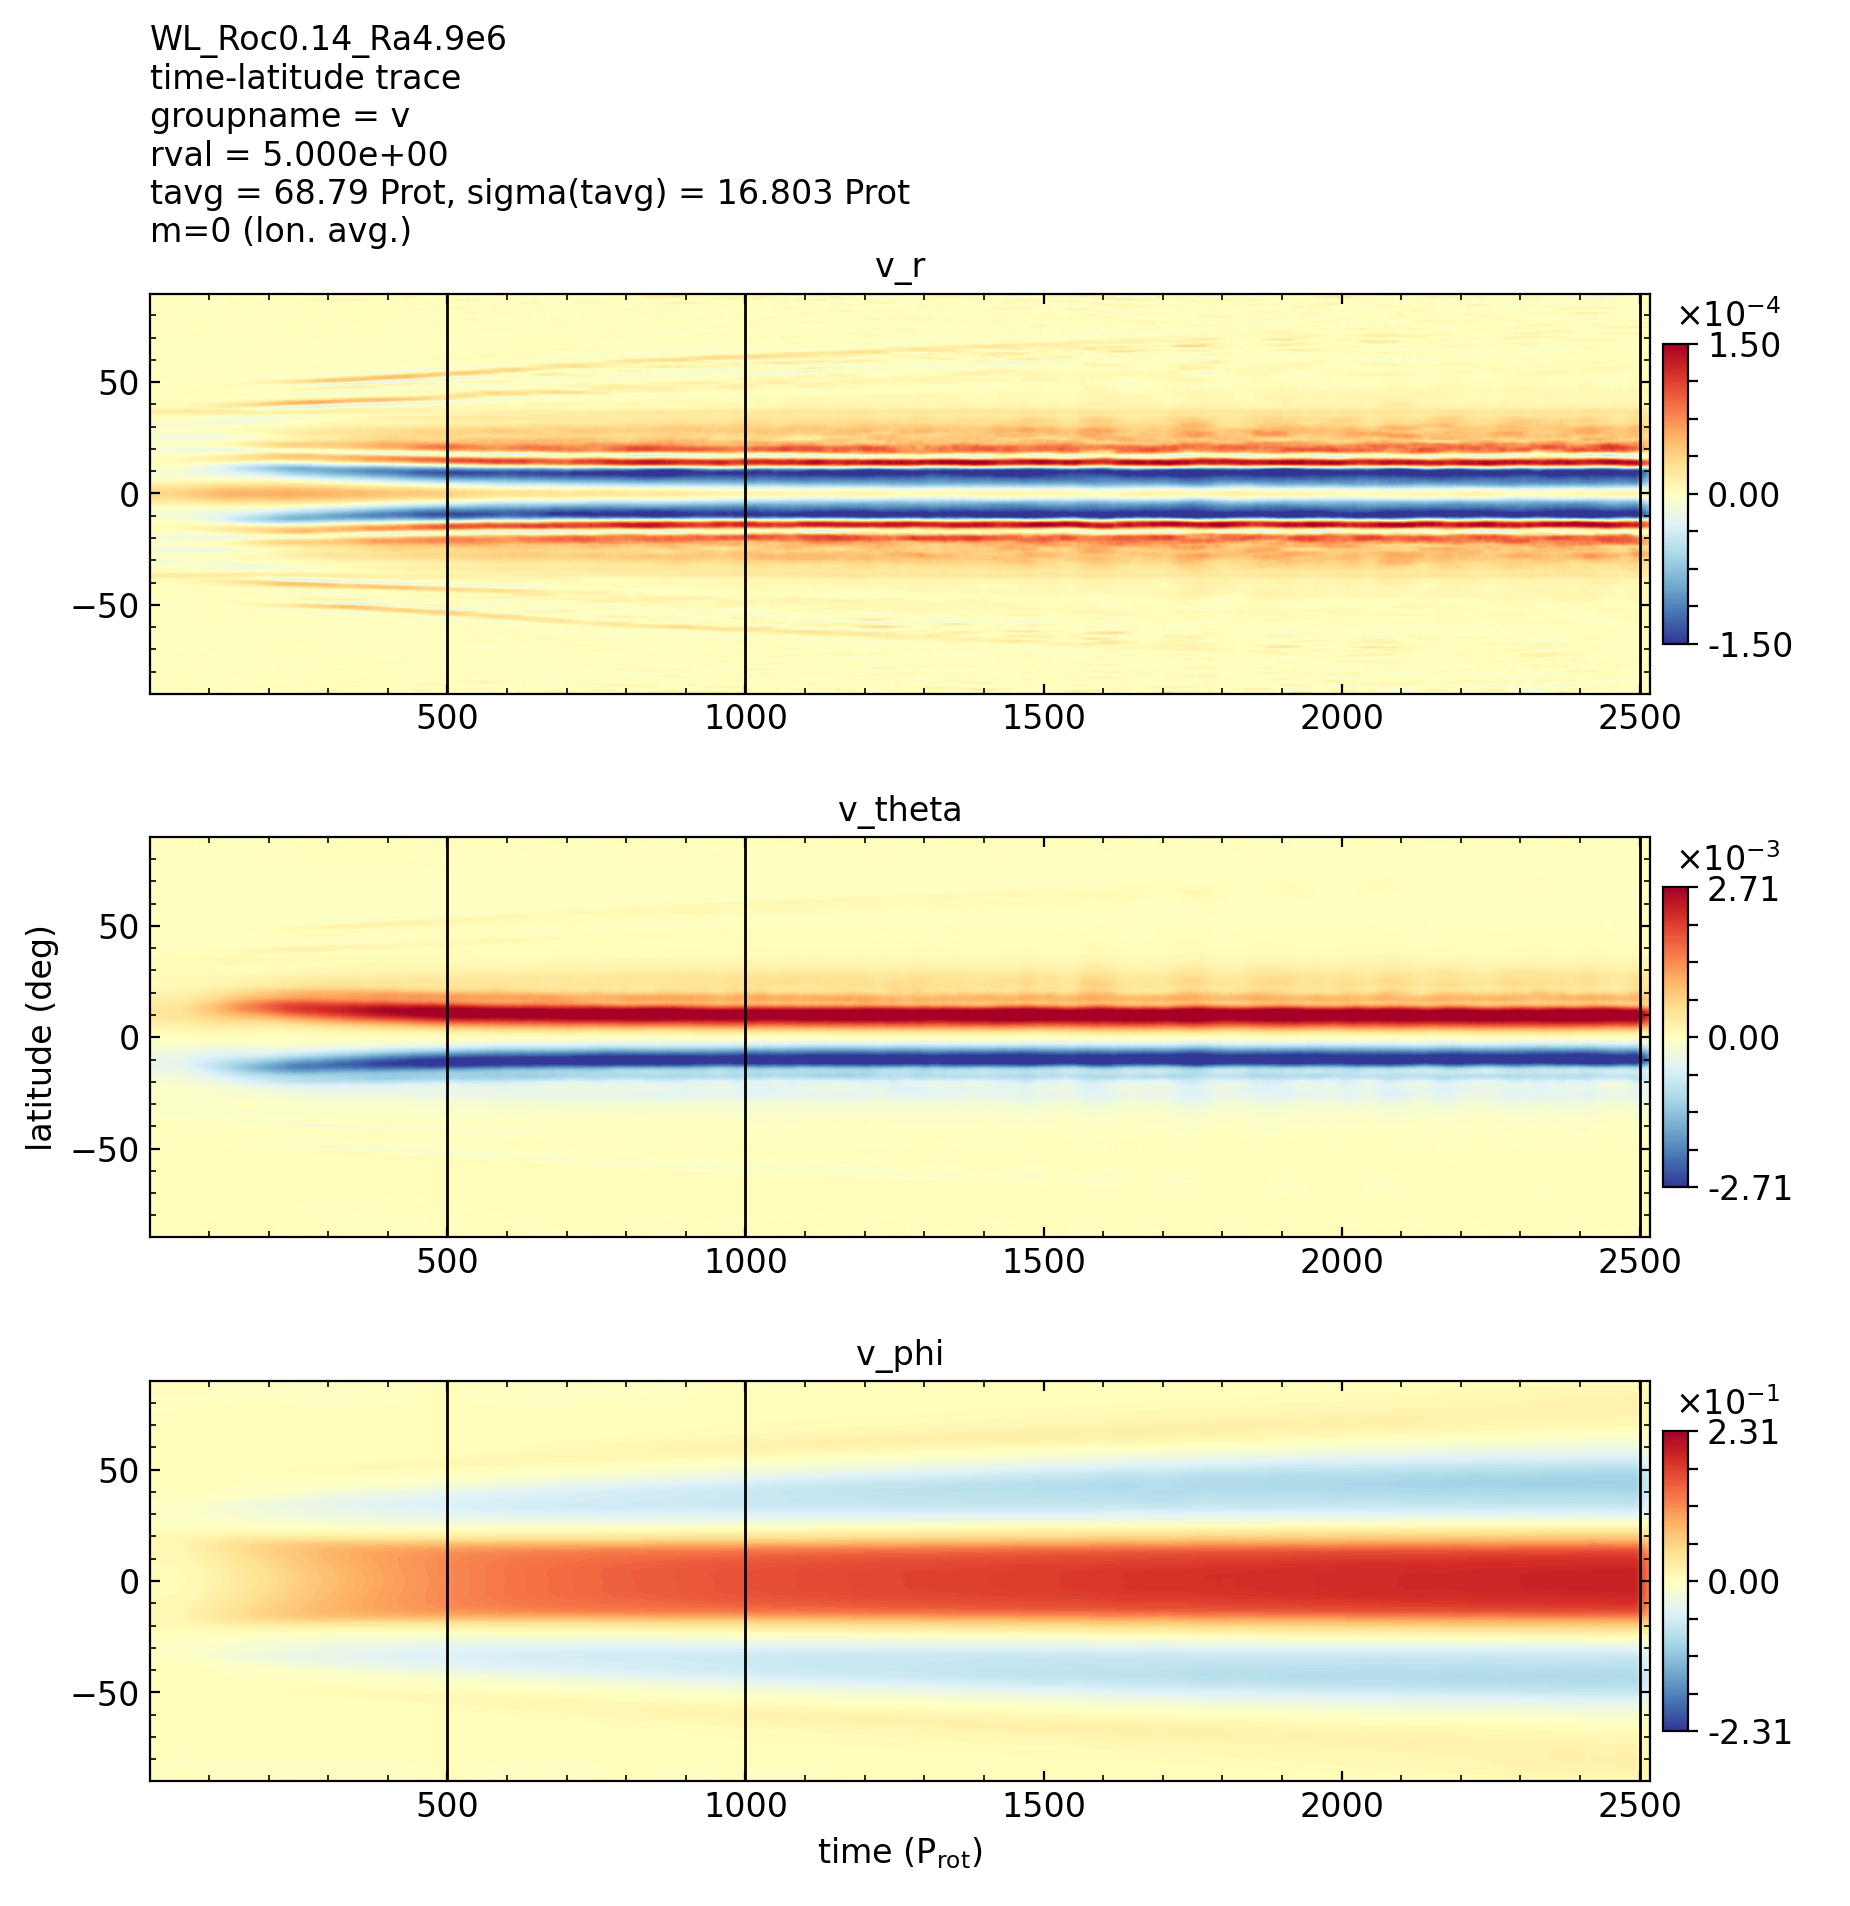 WL_Roc0.14_Ra4.9e6
time-latitude trace
groupname = v
rval = 5.000e+00
tavg = 68.79 Prot, sigma(tavg) = 16.803 Prot
m=0 (lon. avg.)
v_r
×10⁻⁴
1.50
50
0
0.00
−50
-1.50
500 1000 1500 2000 2500
v_theta
×10⁻³
2.71
50
0
0.00
latitude (deg)
−50
-2.71
500 1000 1500 2000 2500
v_phi
×10⁻¹
2.31
50
0
0.00
−50
-2.31
500 1000 1500 2000 2500
time (P_rot)